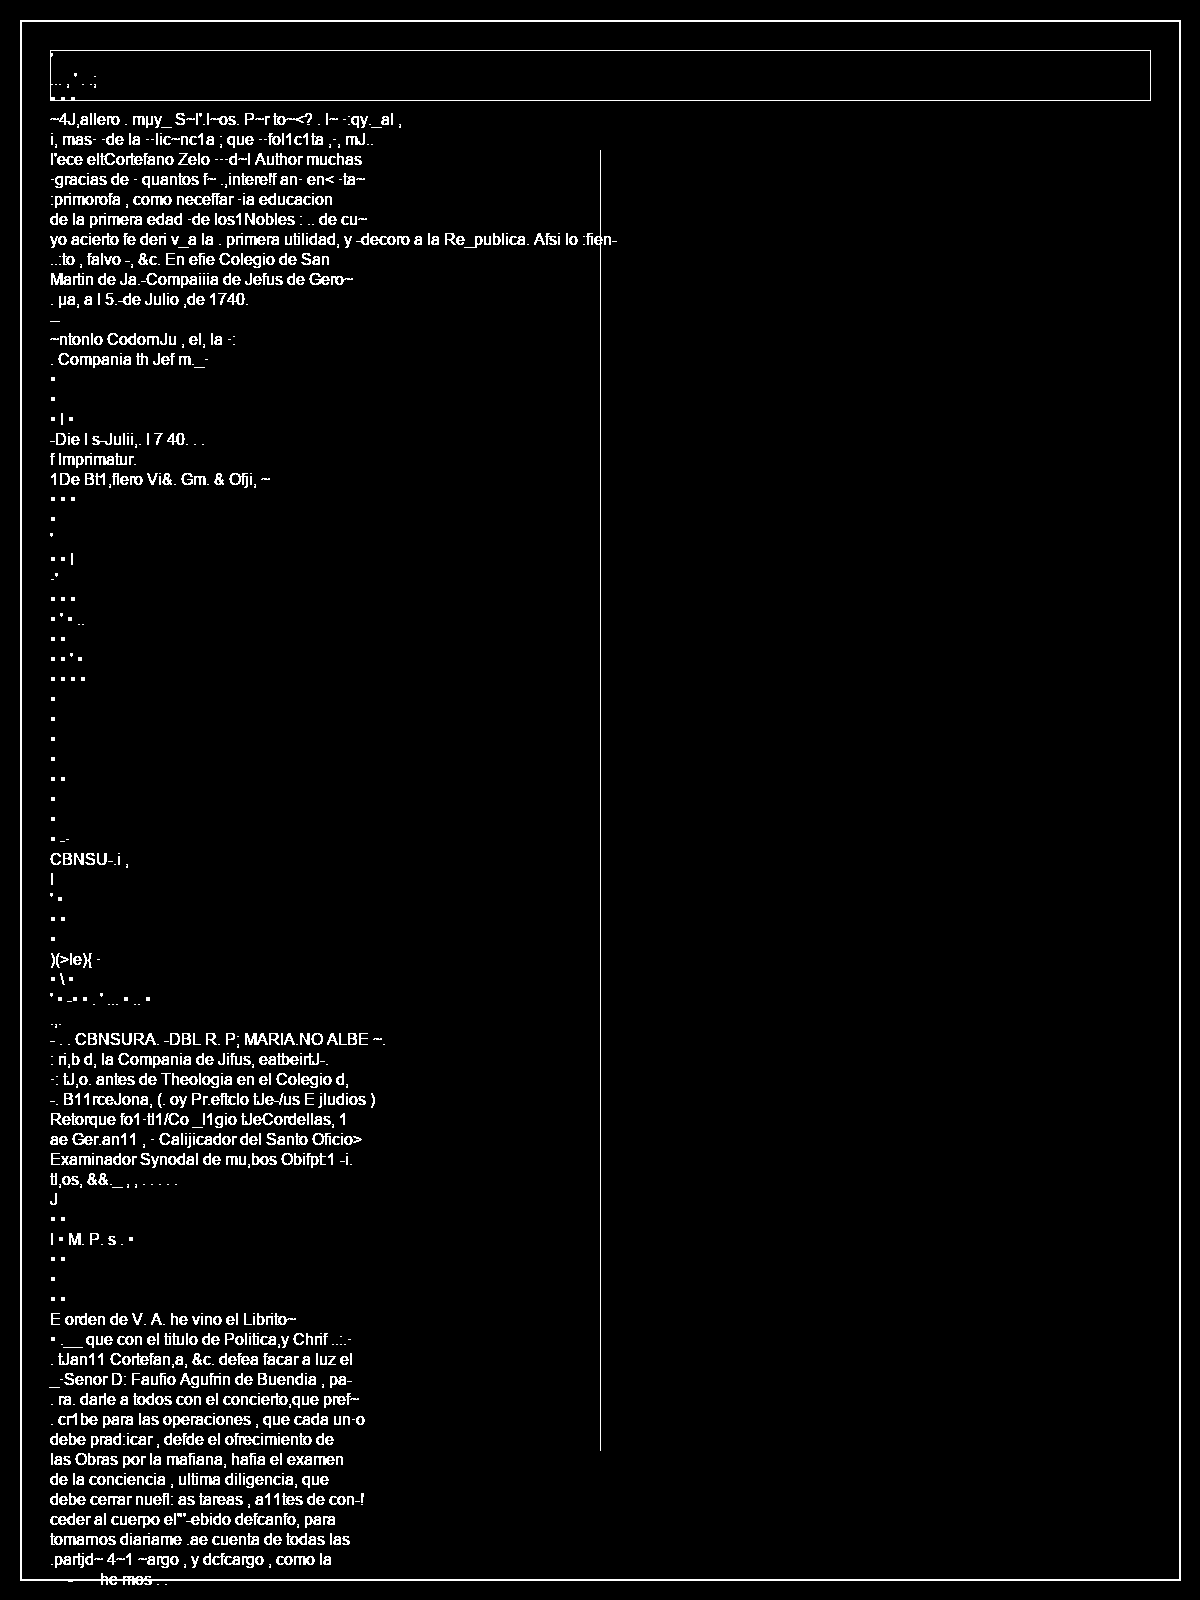 '
... , ' . .;
▪ ▪ ▪
~4J,allero . mµy_ S~l'.l~os. P~r to~<? . l~ -:qy._al ,
i, mas- -de la --lic~nc1a ; que --fol1c1ta ,-, mJ..
l'ece eltCortefano Zelo ---d~l Author muchas
-gracias de - quantos f~ .,intere!f an- en< -ta~
:primorofa , como neceffar -ia educacion
de la primera edad -de los1Nobles : .. de cu~
yo acierto fe deri v_a la . primera utilidad, y -decoro a la Re_publica. Afsi lo :fien-
..:to , falvo -, &c. En efie Colegio de San
Martin de Ja.-Compaiiia de Jefus de Gero~
. µa, a l 5.-de Julio ,de 1740.
—
~ntonlo CodornJu , el, la -:
. Compania th Jef m._-
▪
▪
▪ | ▪
-Die l s-Julii,. l 7 40. . .
f Imprimatur.
1De Bt1,flero Vi&. Gm. & Ofji, ~
▪ ▪ ▪
▪
'
▪ ▪ |
-'
▪ ▪ ▪
▪ ' ▪ ..
▪ ▪
▪ ▪ ' ▪
▪ ▪ ▪ ▪
▪
▪
▪
▪
▪ ▪
▪
▪
▪ --
CBNSU-.i ,
|
' ▪
▪ ▪
▪
)(>le){ -
▪ \ ▪
' ▪ -▪ ▪ . ' ... ▪ .. ▪
.,.
- . . CBNSURA. -DBL R. P; MARIA.NO ALBE ~.
: ri,b d, la Compania de Jifus, eatbeirtJ-.
-: tJ,o. antes de Theologia en el Colegio d,
-. B11rceJona, (. oy Pr.eftclo tJe-/us E jludios )
Retorque fo1-tl1/Co _l1gio tJeCordellas, 1
ae Ger.an11 , - Calijicador del Santo Oficio>
Examinador Synodal de mu,bos Obifpt:1 -i.
tl,os, &&._ , , . . . . .
J
▪ ▪
I ▪ M. P. s . ▪
▪ ▪
▪
▪ ▪
E orden de V. A. he vino el Librito~
▪ .__ que con el titulo de Politica,y Chrif ..:.-
. tJan11 Cortefan,a, &c. defea facar a luz el
_-Senor D: Faufio Agufrin de Buendia , pa-
. ra. darle a todos con el concierto,que pref~
. cr1be para las operaciones , que cada un-o
debe prad:icar , defde el ofrecimiento de
las Obras por la mafiana, hafia el examen
de la conciencia , ultima diligencia, que
debe cerrar nuefl: as tareas , a11tes de con-!
ceder al cuerpo el"'-ebido defcanfo, para
tomarnos diariame .ae cuenta de todas las
.partjd~ 4~1 ~argo , y dcfcargo , como la
he mos . .